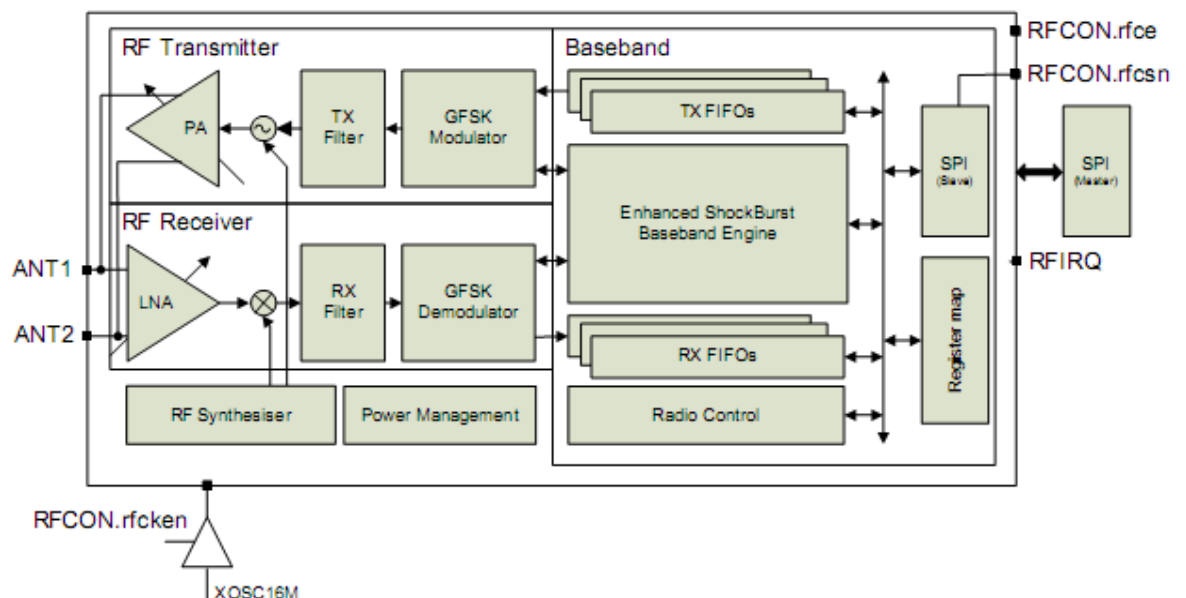 RF Transmitter
Baseband
RFCON.rfce
RFCON.rfcsn
PA
TX
Filter
GFSK
Modulator
TX FIFOs
SPI
(Slave)
SPI
(Master)
Enhanced ShockBurst
Baseband Engine
RF Receiver
ANT1
RFIRQ
LNA
RX
Filter
GFSK
Demodulator
ANT2
RX FIFOs
Register map
RF Synthesiser
Power Management
Radio Control
RFCON.rfcken
XOSC16M